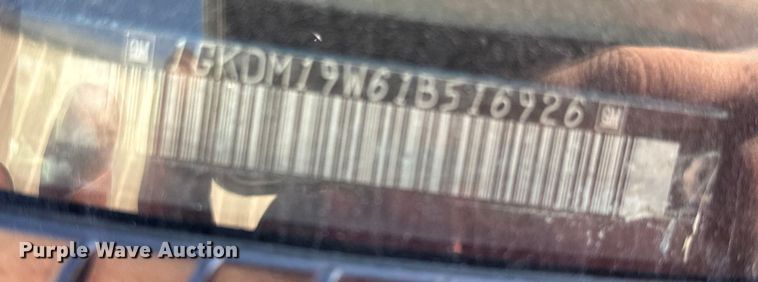 GM 1GKDM19W61B516926 GM
Purple Wave Auction